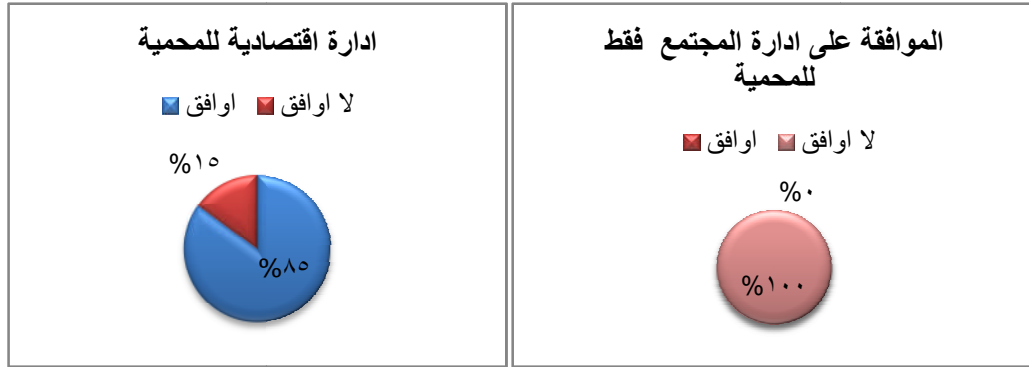 الموافقة على ادارة المجتمع فقط
للمحمية
اوافق لا اوافق
%٠
%١٠٠
ادارة اقتصادية للمحمية
اوافق لا اوافق
%١٥
%٨٥